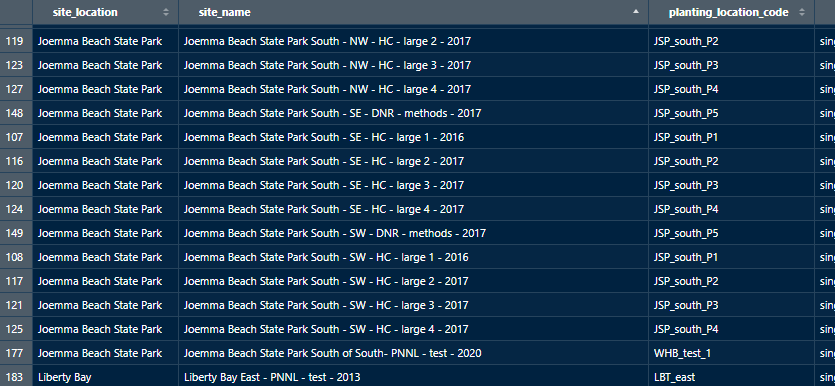 site_location site_name planting_location_code
119 Joemma Beach State Park Joemma Beach State Park South - NW - HC - large 2 - 2017 JSP_south_P2 sin
123 Joemma Beach State Park Joemma Beach State Park South - NW - HC - large 3 - 2017 JSP_south_P3 sin
127 Joemma Beach State Park Joemma Beach State Park South - NW - HC - large 4 - 2017 JSP_south_P4 sin
148 Joemma Beach State Park Joemma Beach State Park South - SE - DNR - methods - 2017 JSP_south_P5 sin
107 Joemma Beach State Park Joemma Beach State Park South - SE - HC - large 1 - 2016 JSP_south_P1 sin
116 Joemma Beach State Park Joemma Beach State Park South - SE - HC - large 2 - 2017 JSP_south_P2 sin
120 Joemma Beach State Park Joemma Beach State Park South - SE - HC - large 3 - 2017 JSP_south_P3 sin
124 Joemma Beach State Park Joemma Beach State Park South - SE - HC - large 4 - 2017 JSP_south_P4 sin
149 Joemma Beach State Park Joemma Beach State Park South - SW - DNR - methods - 2017 JSP_south_P5 sin
108 Joemma Beach State Park Joemma Beach State Park South - SW - HC - large 1 - 2016 JSP_south_P1 sin
117 Joemma Beach State Park Joemma Beach State Park South - SW - HC - large 2 - 2017 JSP_south_P2 sin
121 Joemma Beach State Park Joemma Beach State Park South - SW - HC - large 3 - 2017 JSP_south_P3 sin
125 Joemma Beach State Park Joemma Beach State Park South - SW - HC - large 4 - 2017 JSP_south_P4 sin
177 Joemma Beach State Park Joemma Beach State Park South of South- PNNL - test - 2020 WHB_test_1 sin
183 Liberty Bay Liberty Bay East - PNNL - test - 2013 LBT_east sin